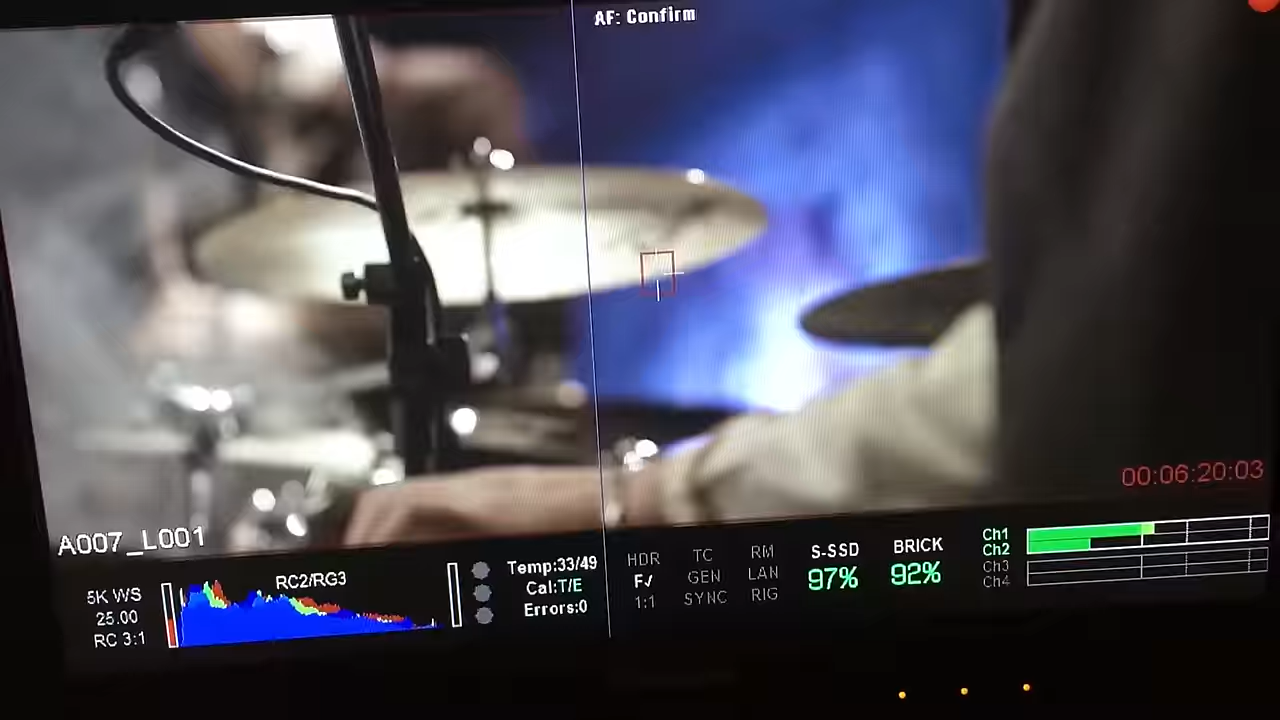 AF: Confirm
00:06:20:03
A007_L001
5K WS
25.00
RC 3:1
RC2/RG3
Temp:33/49
Cal:T/E
Errors:0
HDR TC RM
F√ GEN LAN
1:1 SYNC RIG
S-SSD BRICK
97% 92%
Ch1
Ch2
Ch3
Ch4